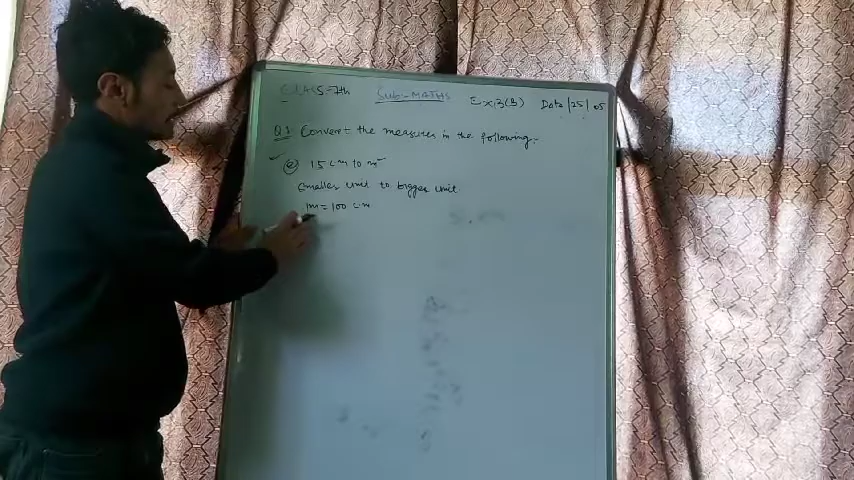 CLASS-7th Sub-MATHS Ex,3(B) Date |25|05
Q1 Convert the measures in the following:
(a) 15 cm to m
Smaller unit to bigger unit
1m = 100 cm